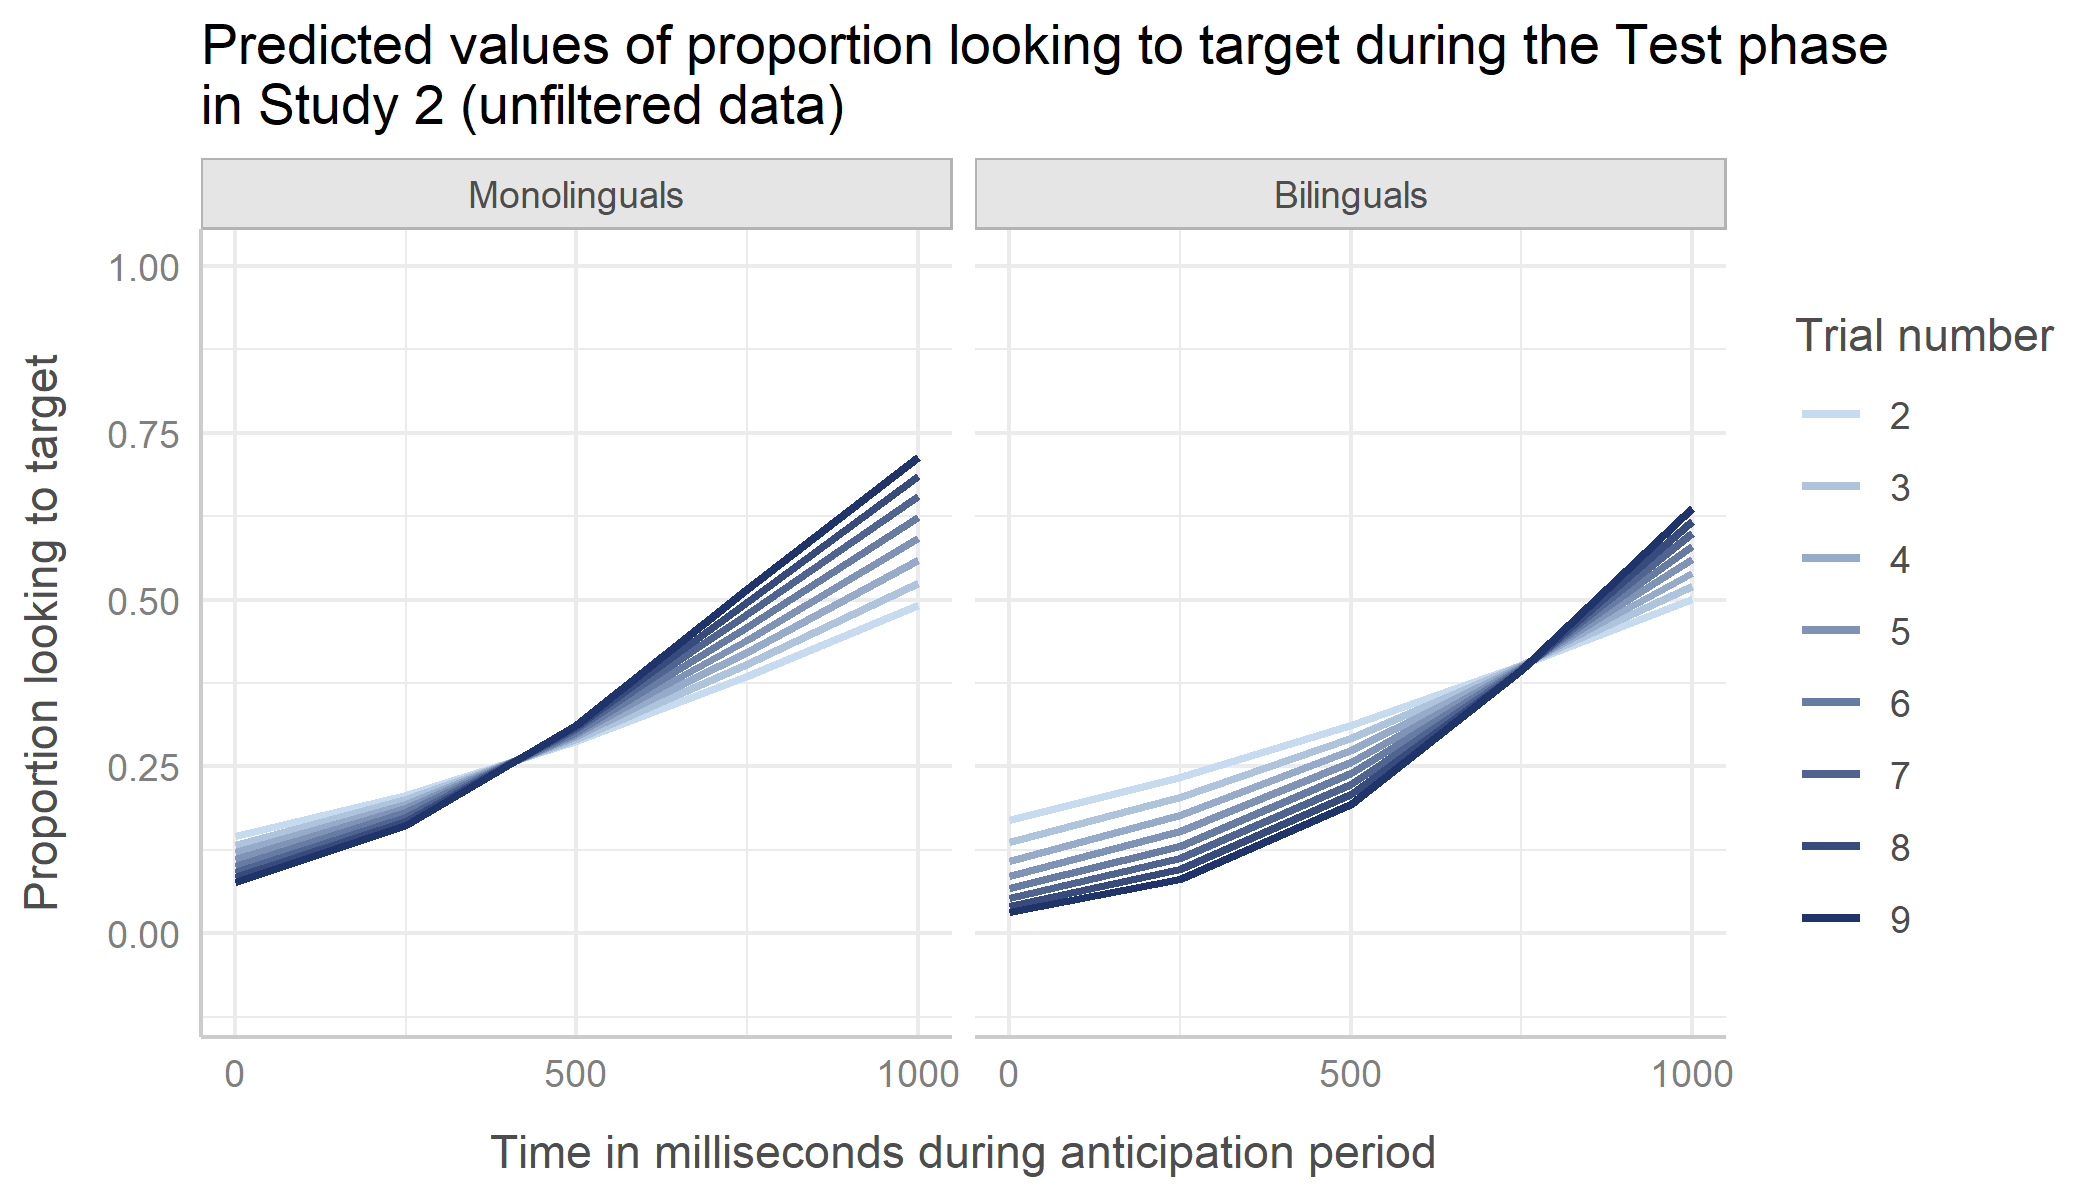 Predicted values of proportion looking to target during the Test phase
in Study 2 (unfiltered data)
Monolinguals
Bilinguals
Proportion looking to target
1.00
0.75
0.50
0.25
0.00
0
500
1000
0
500
1000
Time in milliseconds during anticipation period
Trial number
2
3
4
5
6
7
8
9